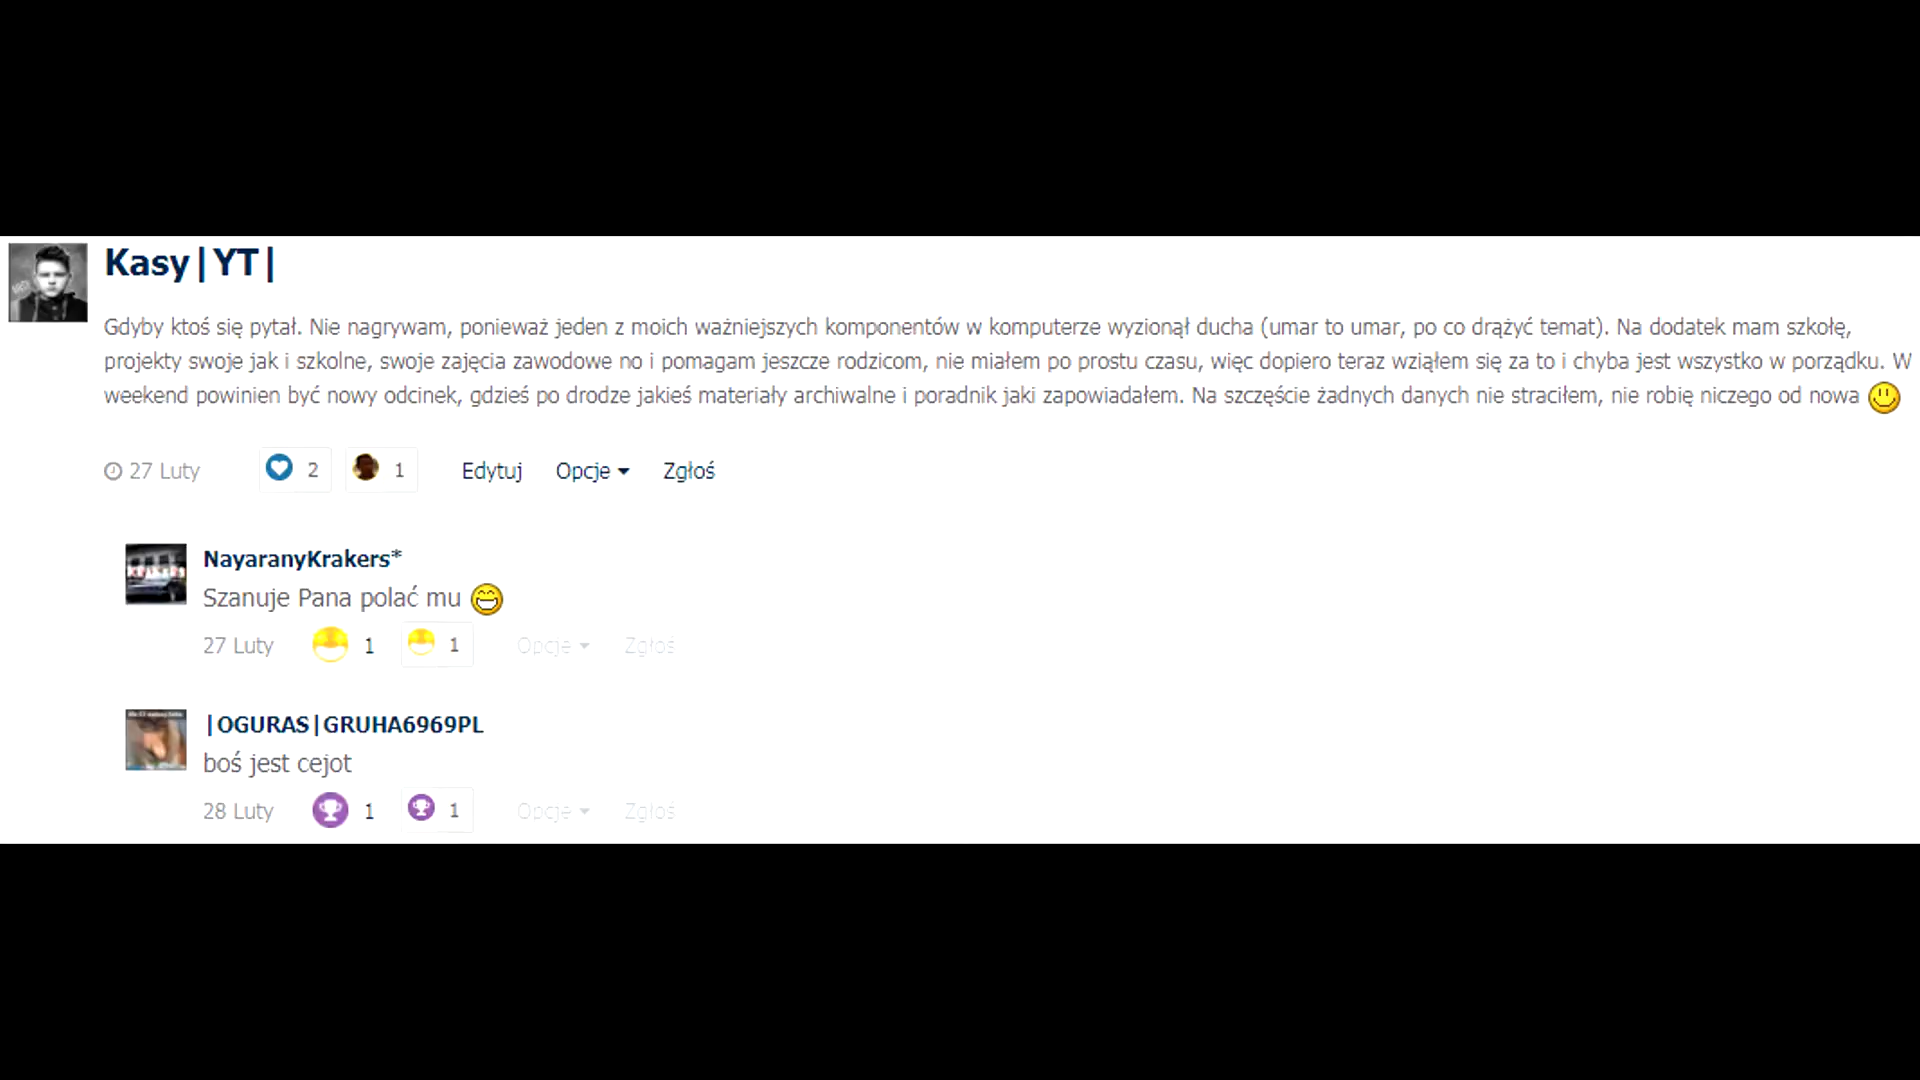 Kasy|YT|
Gdyby ktoś się pytał. Nie nagrywam, ponieważ jeden z moich ważniejszych komponentów w komputerze wyzionął ducha (umar to umar, po co drążyć temat). Na dodatek mam szkołę,
projekty swoje jak i szkolne, swoje zajęcia zawodowe no i pomagam jeszcze rodzicom, nie miałem po prostu czasu, więc dopiero teraz wziąłem się za to i chyba jest wszystko w porządku. W
weekend powinien być nowy odcinek, gdzieś po drodze jakieś materiały archiwalne i poradnik jaki zapowiadałem. Na szczęście żadnych danych nie straciłem, nie robię niczego od nowa
27 Luty 2 1 Edytuj Opcje Zgłoś
NayaranyKrakers*
Szanuje Pana polać mu
27 Luty 1 1 Opcje Zgłoś
|OGURAS|GRUHA6969PL
boś jest cejot
28 Luty 1 1 Opcje Zgłoś